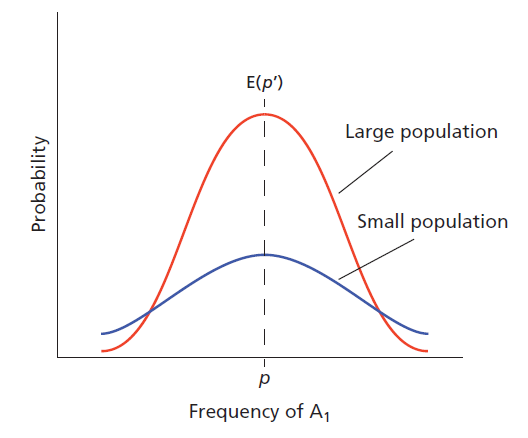 E(p′)
Large population
Small population
Probability
p
Frequency of A₁